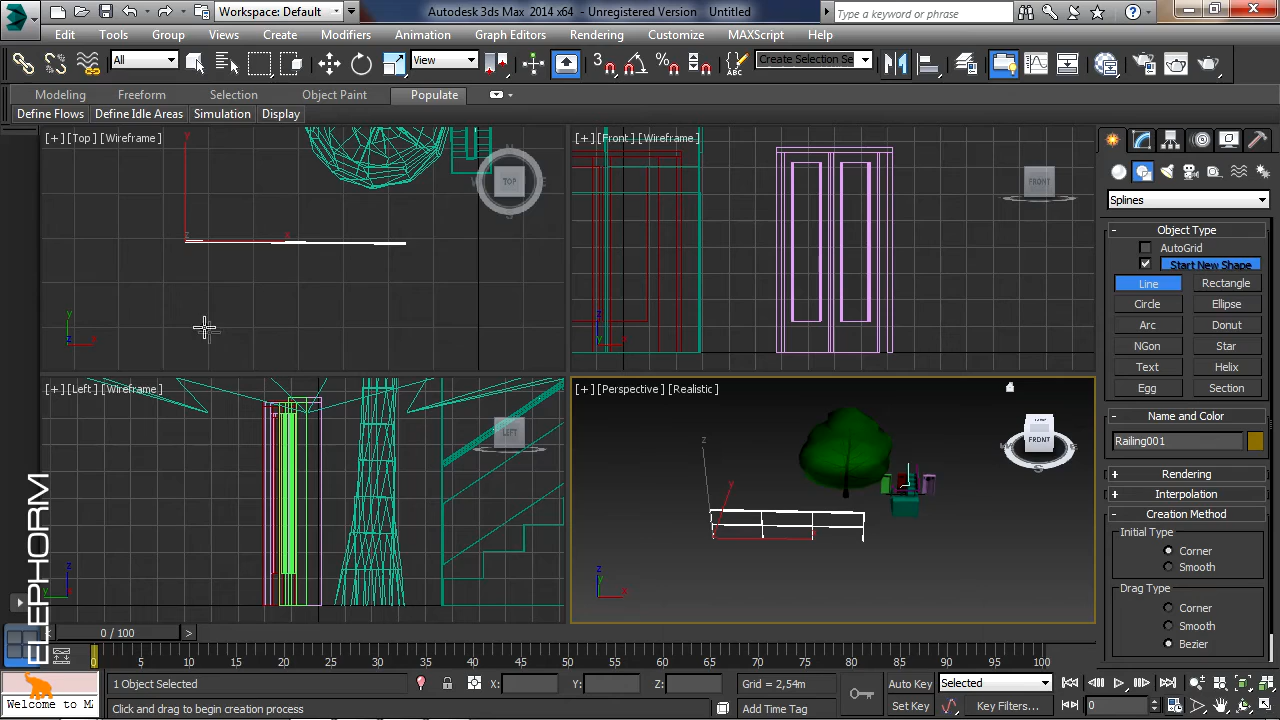 Workspace: Default
Autodesk 3ds Max 2014 x64 - Unregistered Version Untitled
Type a keyword or phrase
Edit Tools Group Views Create Modifiers Animation Graph Editors Rendering Customize MAXScript Help
All
View
3
Create Selection Se
Modeling Freeform Selection Object Paint Populate
Define Flows Define Idle Areas Simulation Display
[+] [Top] [Wireframe]
[+] [Front] [Wireframe]
TOP
FRONT
y
x
z
y
z
x
[+] [Left] [Wireframe]
[+] [Perspective] [Realistic]
LEFT
FRONT
z
y
z
y
x
Splines
Object Type
AutoGrid
Start New Shape
Line Rectangle
Circle Ellipse
Arc Donut
NGon Star
Text Helix
Egg Section
Name and Color
Railing001
Rendering
Interpolation
Creation Method
Initial Type
Corner
Smooth
Drag Type
Corner
Smooth
Bezier
ELEPHORM
0 / 100
0 5 10 15 20 25 30 35 40 45 50 55 60 65 70 75 80 85 90 95 100
1 Object Selected
X: Y: Z:
Grid = 2,54m
Auto Key
Selected
Welcome to M
Click and drag to begin creation process
Add Time Tag
Set Key
Key Filters...
0